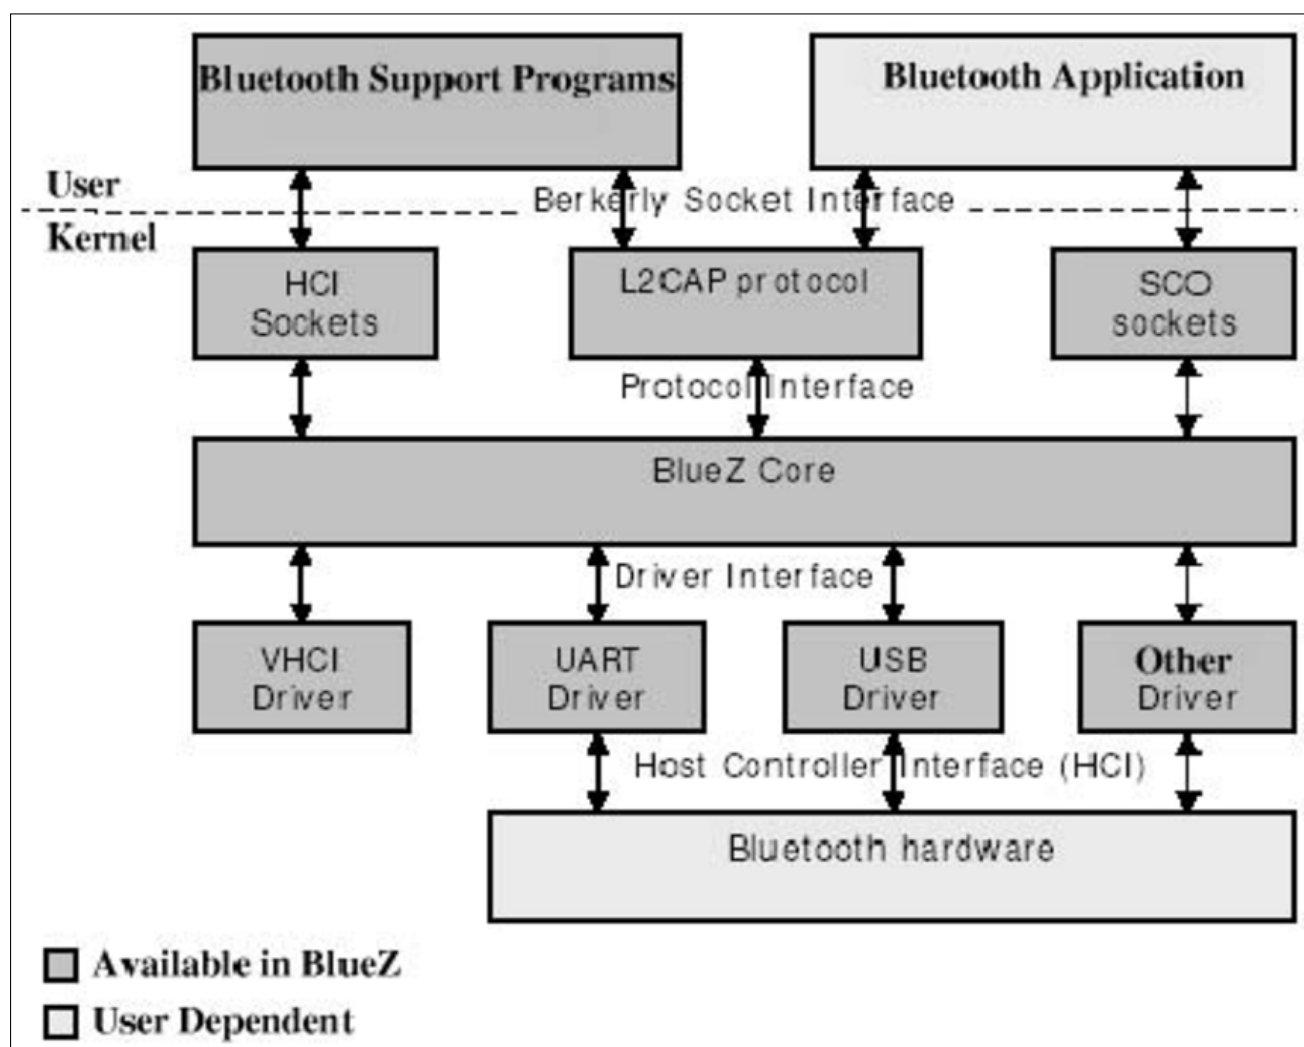 Bluetooth Support Programs
Bluetooth Application
User
Berkerly Socket Interface
Kernel
HCI
Sockets
L2CAP protocol
SCO
sockets
Protocol Interface
BlueZ Core
Driver Interface
VHCI
Driver
UART
Driver
USB
Driver
Other
Driver
Host Controller Interface (HCI)
Bluetooth hardware
Available in BlueZ
User Dependent